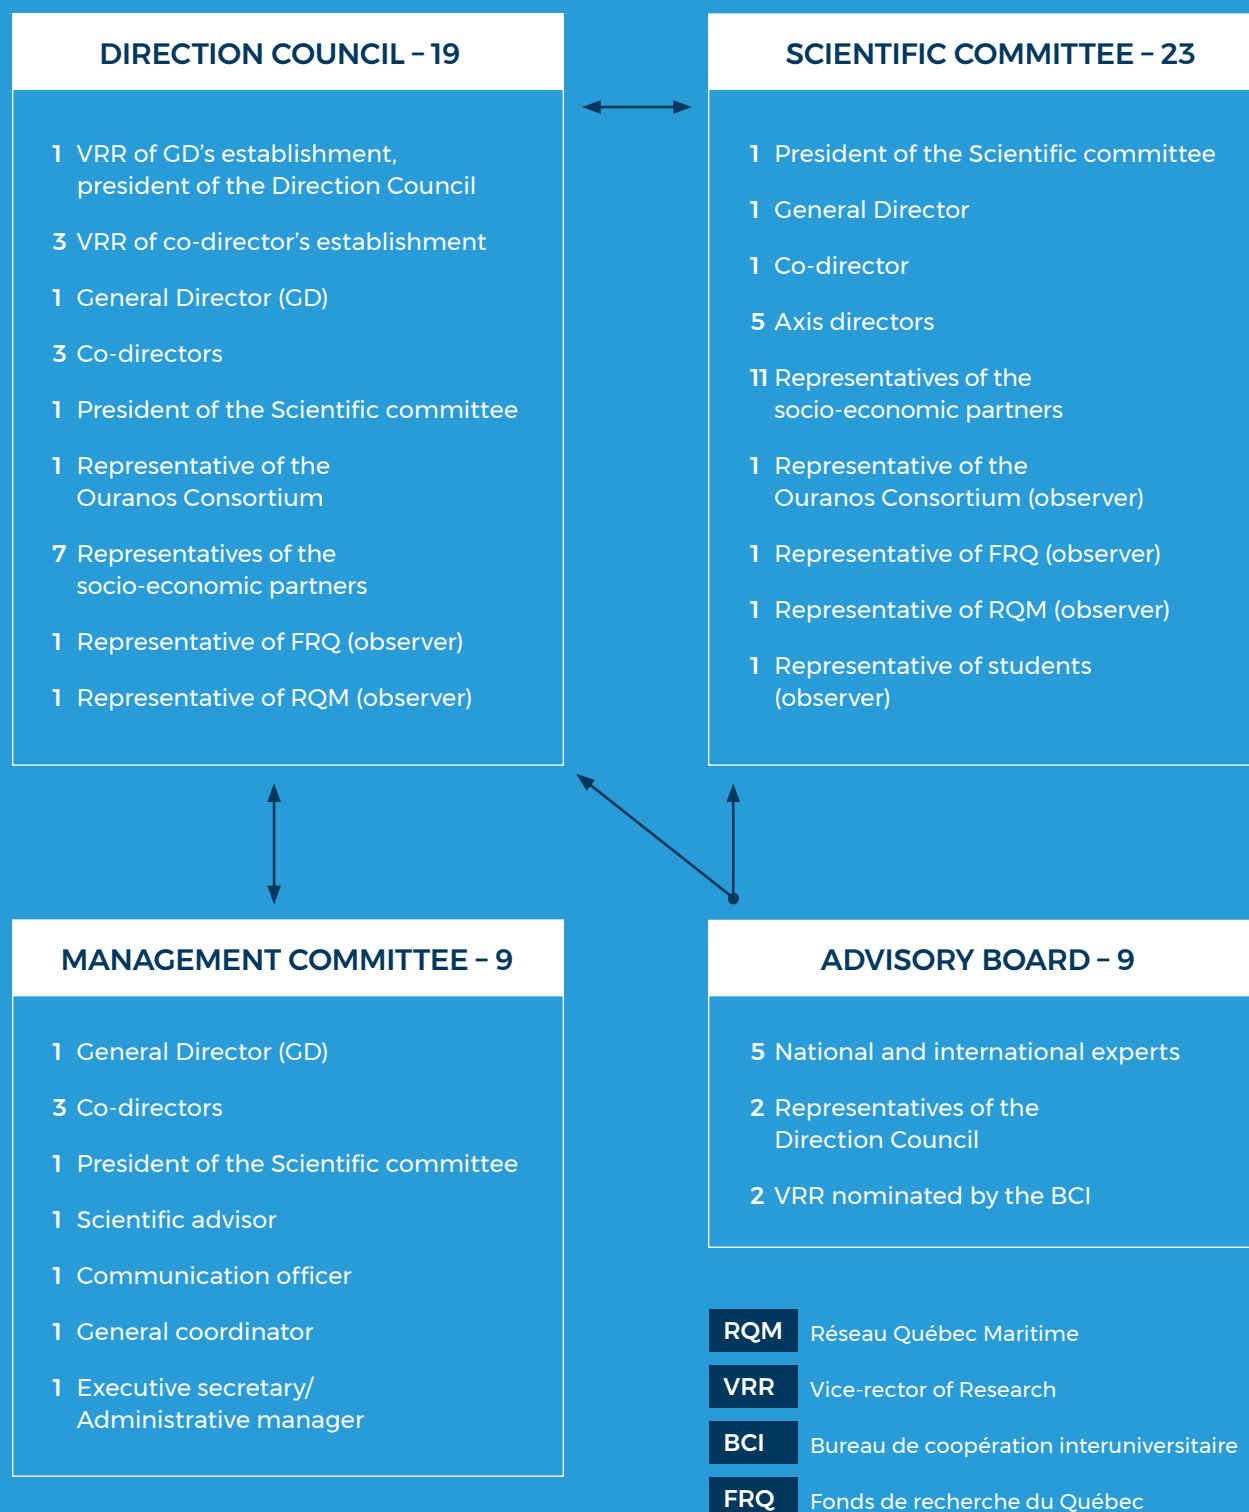 DIRECTION COUNCIL – 19
1 VRR of GD’s establishment,
president of the Direction Council
3 VRR of co-director’s establishment
1 General Director (GD)
3 Co-directors
1 President of the Scientific committee
1 Representative of the
Ouranos Consortium
7 Representatives of the
socio-economic partners
1 Representative of FRQ (observer)
1 Representative of RQM (observer)
SCIENTIFIC COMMITTEE – 23
1 President of the Scientific committee
1 General Director
1 Co-director
5 Axis directors
11 Representatives of the
socio-economic partners
1 Representative of the
Ouranos Consortium (observer)
1 Representative of FRQ (observer)
1 Representative of RQM (observer)
1 Representative of students
(observer)
MANAGEMENT COMMITTEE – 9
1 General Director (GD)
3 Co-directors
1 President of the Scientific committee
1 Scientific advisor
1 Communication officer
1 General coordinator
1 Executive secretary/
Administrative manager
ADVISORY BOARD – 9
5 National and international experts
2 Representatives of the
Direction Council
2 VRR nominated by the BCI
RQM Réseau Québec Maritime
VRR Vice-rector of Research
BCI Bureau de coopération interuniversitaire
FRQ Fonds de recherche du Québec